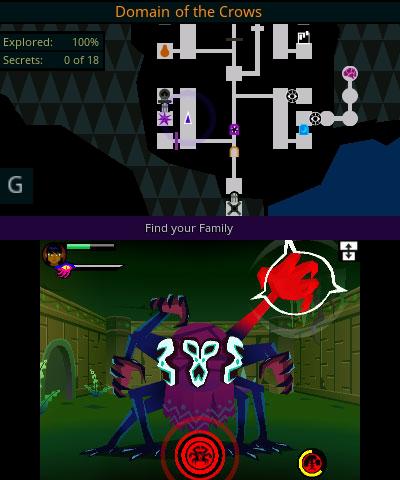 Domain of the Crows
Explored: 100%
Secrets: 0 of 18
G
Find your Family